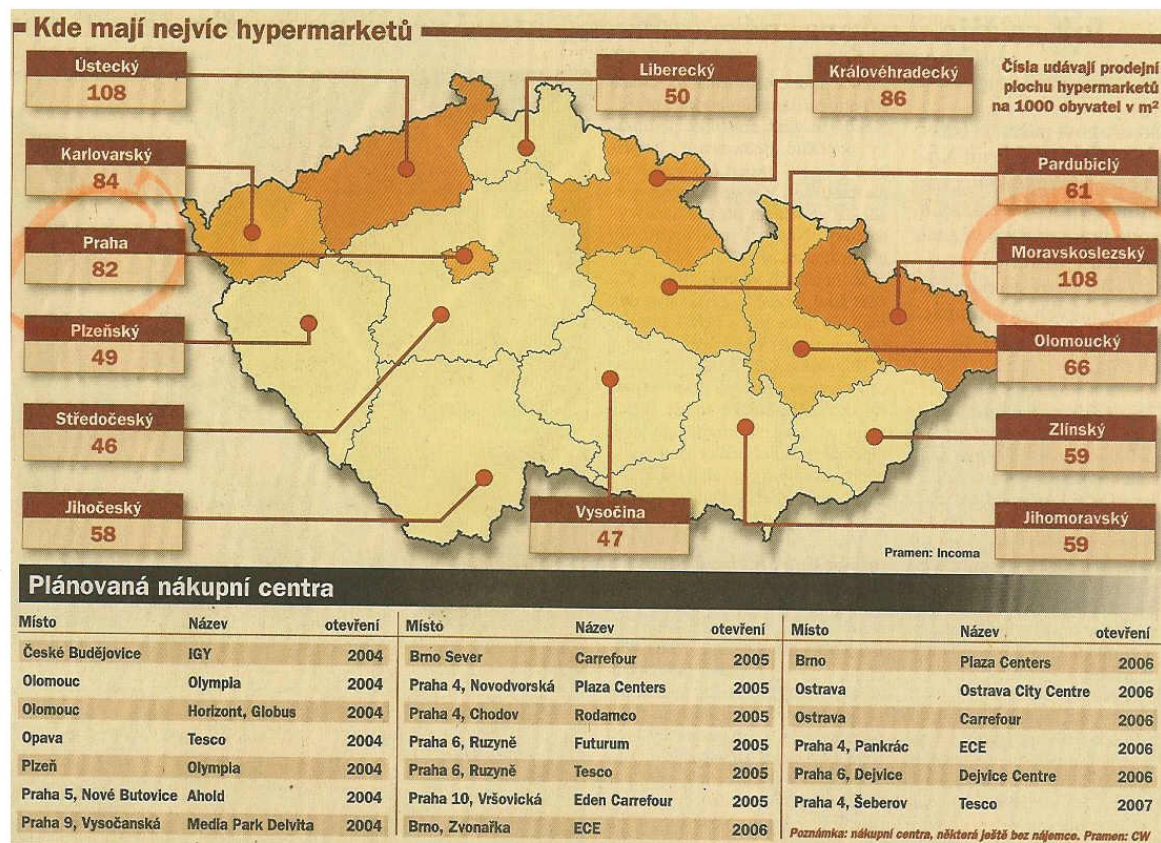 Kde mají nejvíc hypermarketů
Ústecký
108
Liberecký
50
Královéhradecký
86
Čísla udávají prodejní
plochu hypermarketů
na 1000 obyvatel v m²
Karlovarský
84
Pardubiclý
61
Praha
82
Moravskoslezský
108
Plzeňský
49
Olomoucký
66
Středočeský
46
Zlínský
59
Jihočeský
58
Vysočina
47
Jihomoravský
59
Pramen: Incoma
Plánovaná nákupní centra
Místo Název otevření
České Budějovice IGY 2004
Olomouc Olympia 2004
Olomouc Horizont, Globus 2004
Opava Tesco 2004
Plzeň Olympia 2004
Praha 5, Nové Butovice Ahold 2004
Praha 9, Vysočanská Media Park Delvita 2004
Místo Název otevření
Brno Sever Carrefour 2005
Praha 4, Novodvorská Plaza Centers 2005
Praha 4, Chodov Rodamco 2005
Praha 6, Ruzyně Futurum 2005
Praha 6, Ruzyně Tesco 2005
Praha 10, Vršovická Eden Carrefour 2005
Brno, Zvonařka ECE 2006
Místo Název otevření
Brno Plaza Centers 2006
Ostrava Ostrava City Centre 2006
Ostrava Carrefour 2006
Praha 4, Pankrác ECE 2006
Praha 6, Dejvice Dejvice Centre 2006
Praha 4, Šeberov Tesco 2007
Poznámka: nákupní centra, některá ještě bez nájemce. Pramen: CW